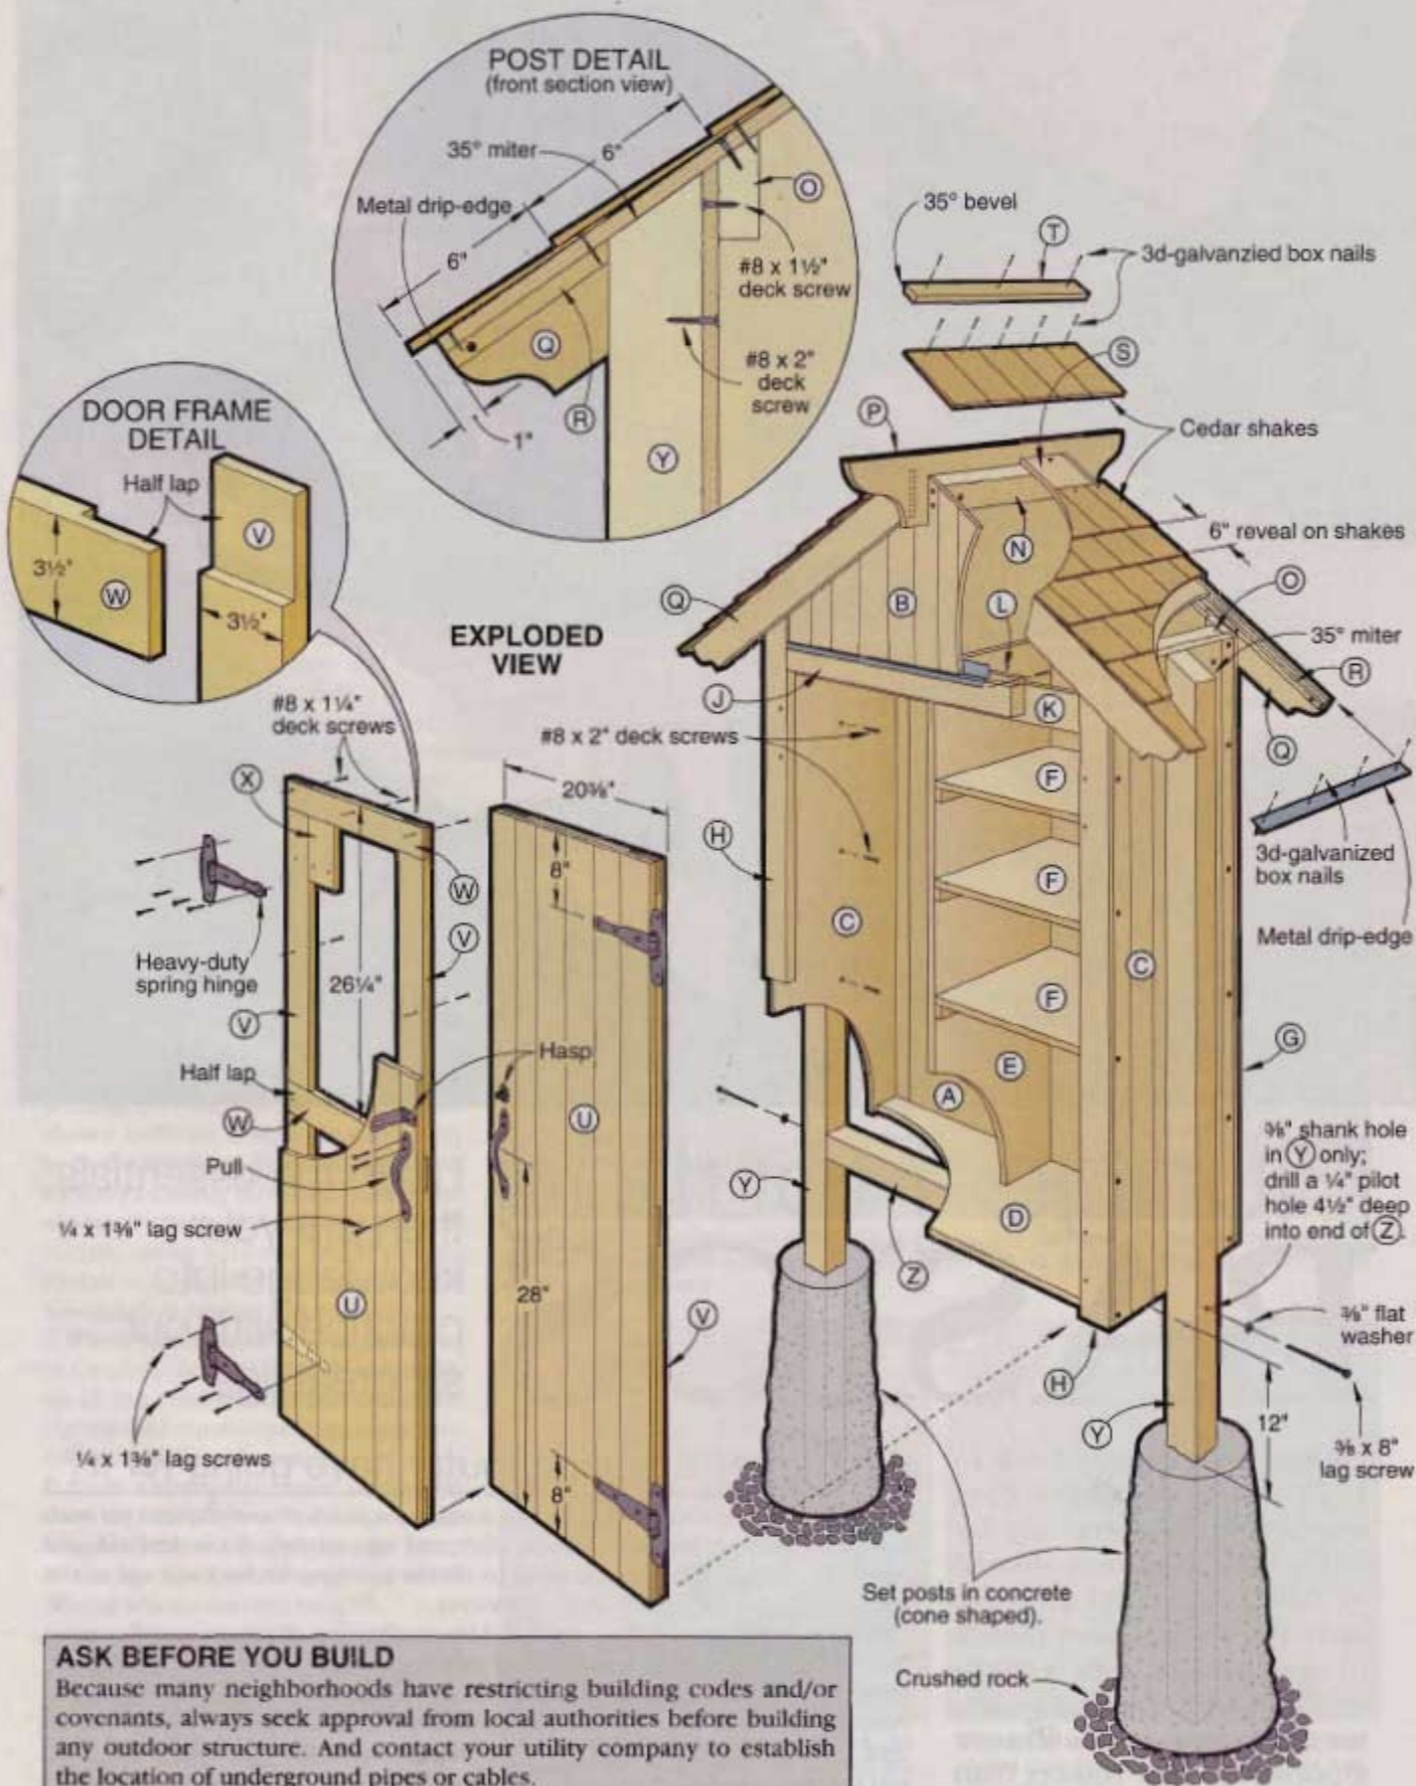 POST DETAIL
(front section view)
35° miter
6"
Metal drip-edge
6"
O
#8 x 1½"
deck screw
Q
#8 x 2"
deck
screw
R
1"
Y
35° bevel
T
3d-galvanzied box nails
S
P
Cedar shakes
DOOR FRAME
DETAIL
Half lap
V
3½"
W
3½"
6" reveal on shakes
N
O
B
L
Q
35° miter
R
EXPLODED
VIEW
J
K
Q
#8 x 1¼"
deck screws
#8 x 2" deck screws
F
X
20⅜"
H
8"
3d-galvanized
box nails
W
F
V
C
Metal drip-edge
C
Heavy-duty
spring hinge
26¼"
F
V
G
Hasp
Half lap
E
A
U
W
⅜" shank hole
in Y only;
drill a ¼" pilot
hole 4½" deep
into end of Z.
Pull
Y
D
¼ x 1⅜" lag screw
Z
28"
U
V
⅜" flat
washer
H
12"
Y
⅜ x 8"
lag screw
¼ x 1⅜" lag screws
8"
Set posts in concrete
(cone shaped).
Crushed rock
ASK BEFORE YOU BUILD
Because many neighborhoods have restricting building codes and/or
covenants, always seek approval from local authorities before building
any outdoor structure. And contact your utility company to establish
the location of underground pipes or cables.